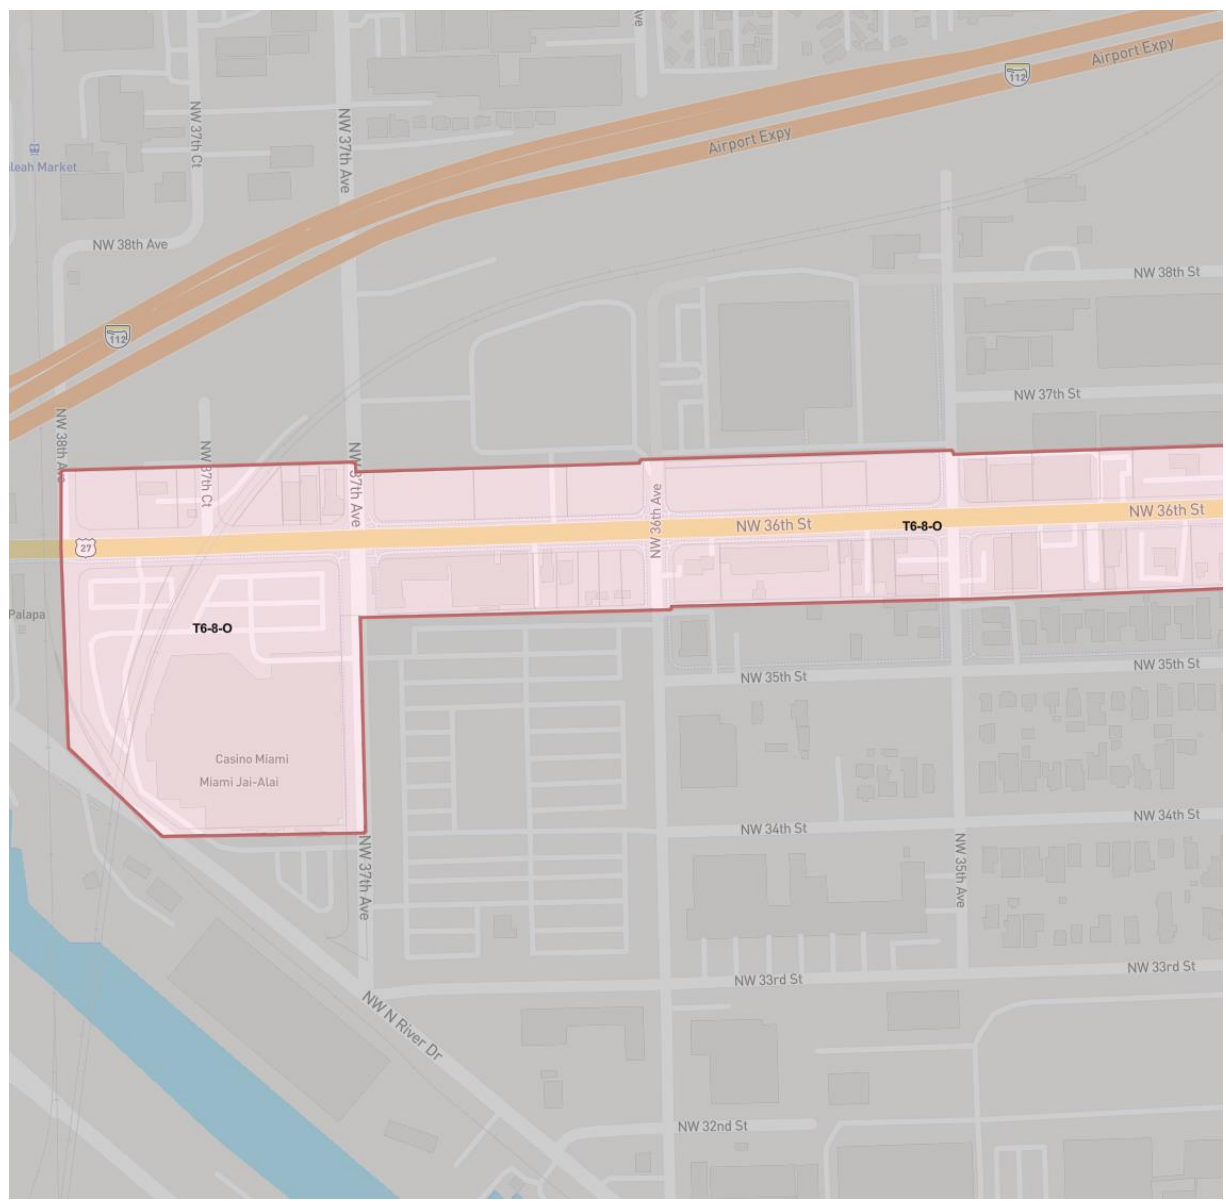 ve
Airport Expy
112
Airport Expy
NW 37th Ct
NW 37th Ave
leah Market
NW 38th Ave
NW 38th St
112
NW 37th St
NW 38th Ave
NW 37th Ct
NW 37th Ave
NW 36th Ave
NW 36th St
T6-8-O
NW 36th St
27
Palapa
T6-8-O
NW 35th St
NW 35th St
Casino Miami
Miami Jai-Alai
NW 34th St
NW 34th St
NW 37th Ave
NW 35th Ave
NW 33rd St
NW 33rd St
NW N River Dr
NW 32nd St